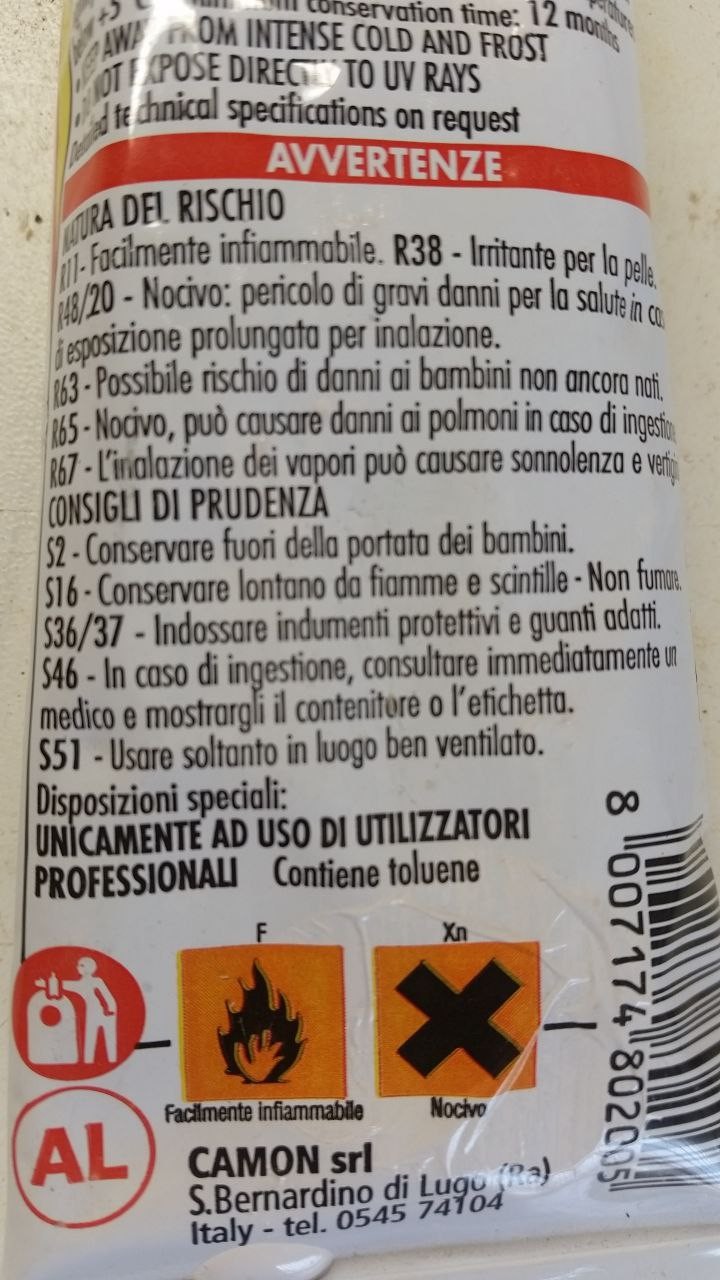 conservation time: 12 months
AWAY FROM INTENSE COLD AND FROST
NOT EXPOSE DIRECTLY TO UV RAYS
Detailed technical specifications on request
AVVERTENZE
NATURA DEL RISCHIO
R11- Facilmente infiammabile. R38 - Irritante per la pelle.
R48/20 - Nocivo: pericolo di gravi danni per la salute in
di esposizione prolungata per inalazione.
R63 - Possibile rischio di danni ai bambini non ancora nati.
R65 - Nocivo, può causare danni ai polmoni in caso di ingestione
R67 - L'inalazione dei vapori può causare sonnolenza e
CONSIGLI DI PRUDENZA
S2 - Conservare fuori della portata dei bambini.
S16 - Conservare lontano da fiamme e scintille - Non fumare.
S36/37 - Indossare indumenti protettivi e guanti adatti.
S46 - In caso di ingestione, consultare immediatamente un
medico e mostrargli il contenitore o l'etichetta.
S51 - Usare soltanto in luogo ben ventilato.
Disposizioni speciali:
UNICAMENTE AD USO DI UTILIZZATORI
PROFESSIONALI Contiene toluene
F
Xn
Facilmente infiammabile
Nocivo
AL
CAMON srl
S.Bernardino di Lugo (Ra)
Italy - tel. 0545 74104
8 007174 802005